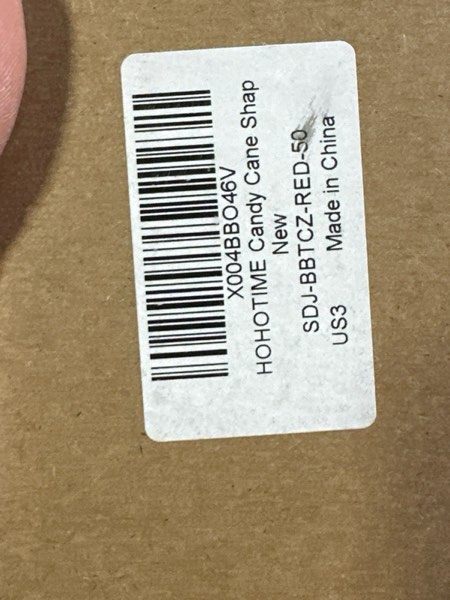 X004BBO46V
HOHOTIME Candy Cane Shap
New
SDJ-BBTCZ-RED-50
US3 Made in China